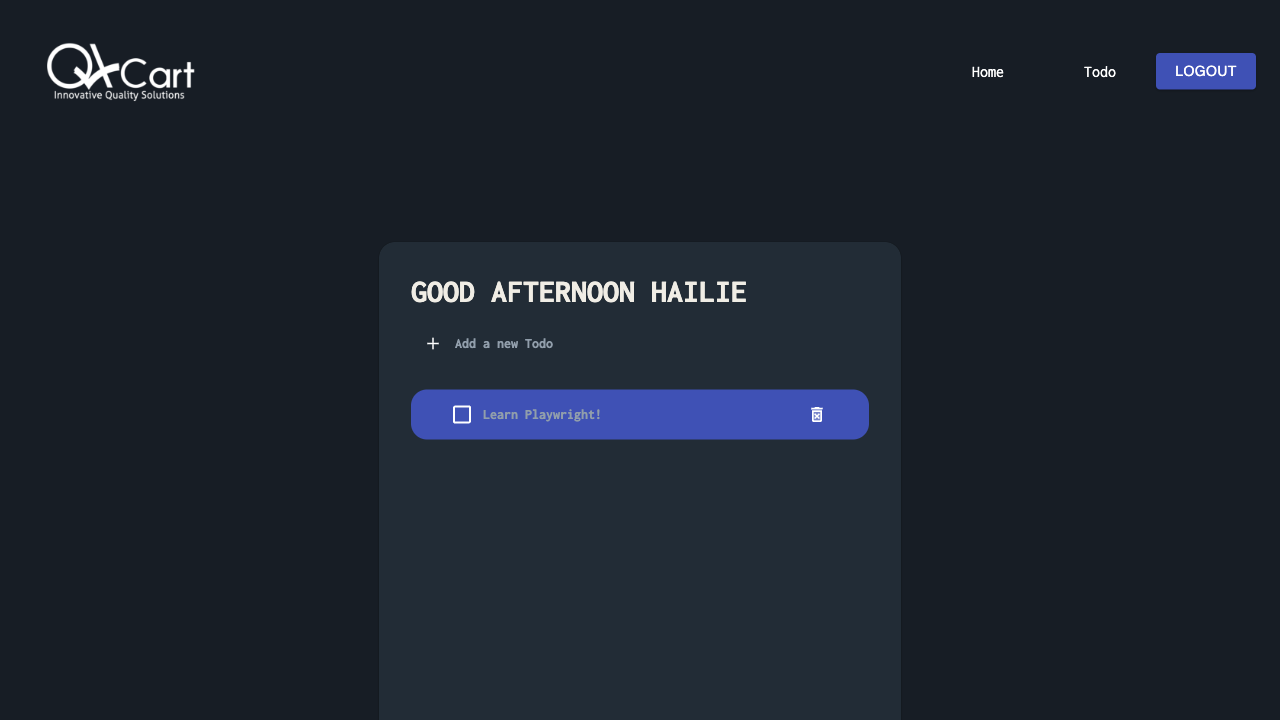 QACart
Innovative Quality Solutions
Home
Todo
LOGOUT
GOOD AFTERNOON HAILIE
Add a new Todo
Learn Playwright!